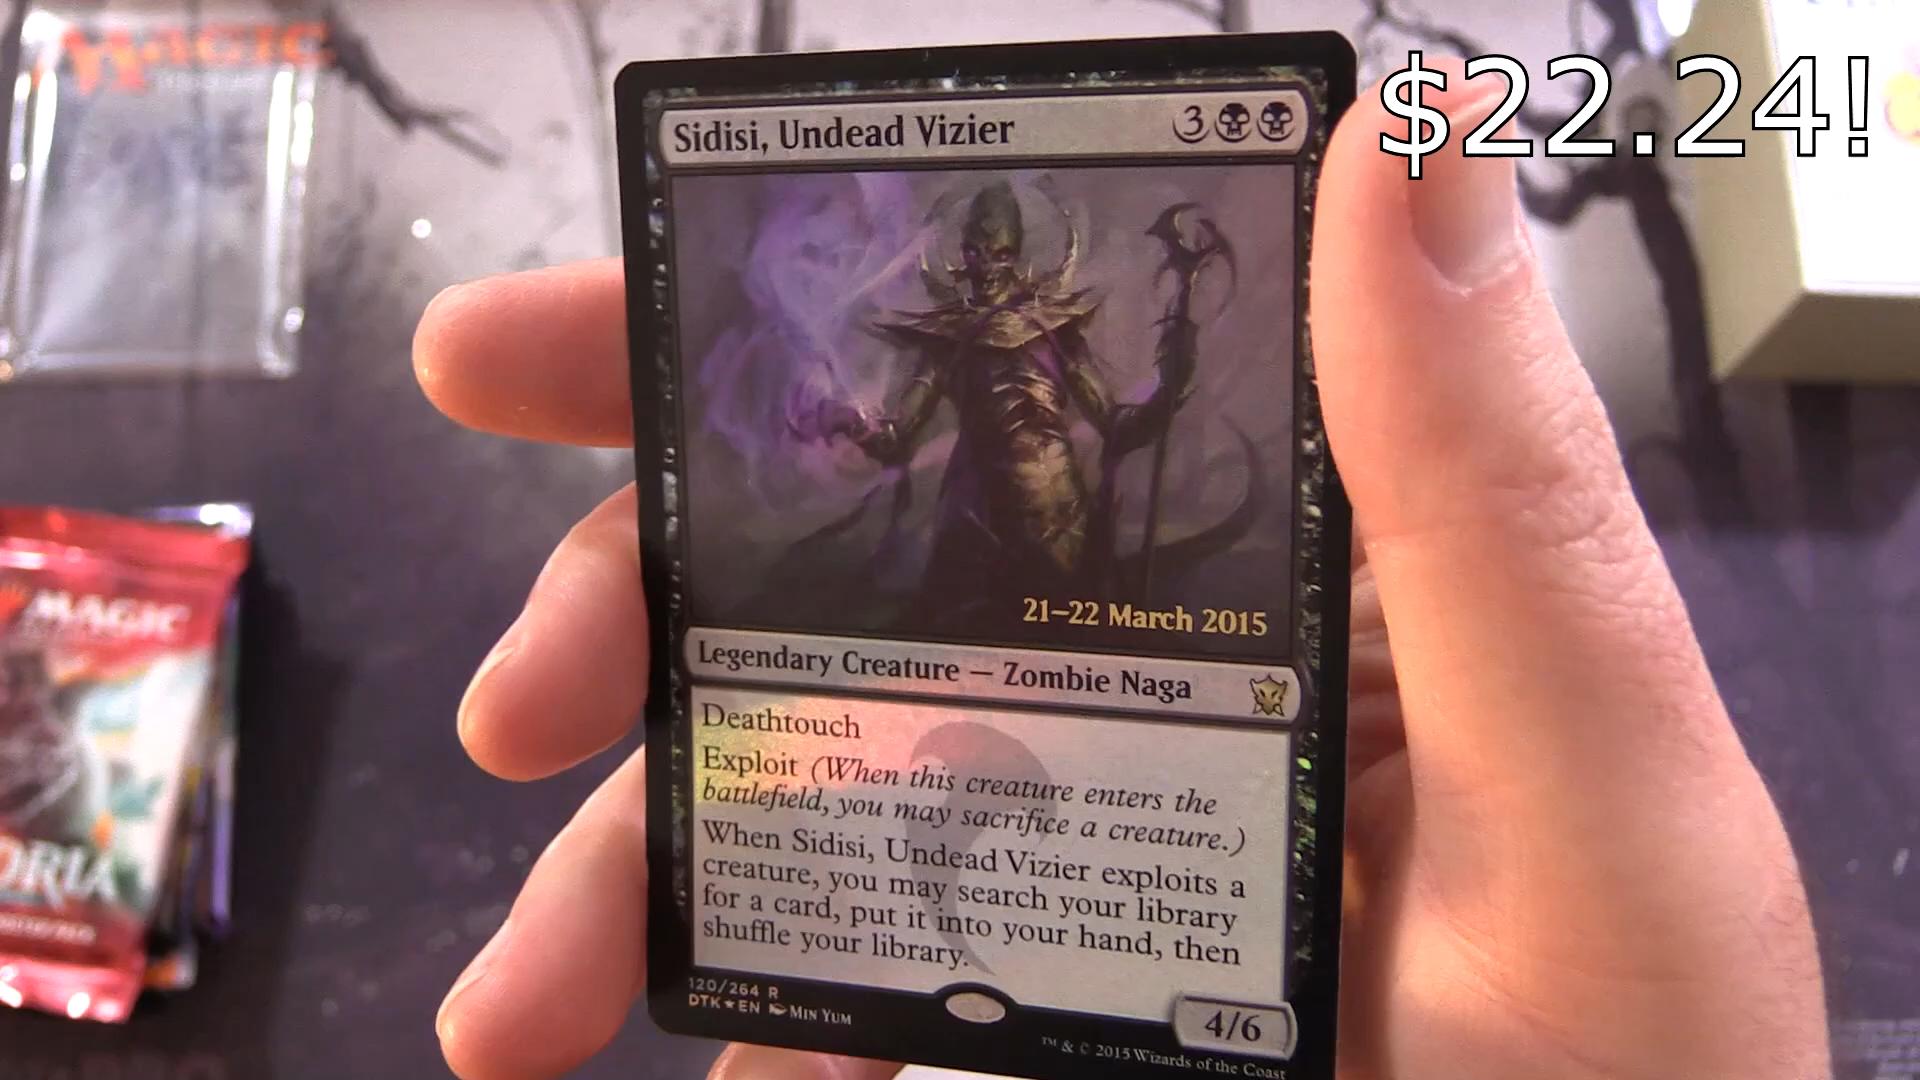 MAGIC
$22.24!
Sidisi, Undead Vizier
3
21–22 March 2015
Legendary Creature — Zombie Naga
Deathtouch
Exploit (When this creature enters the
battlefield, you may sacrifice a creature.)
When Sidisi, Undead Vizier exploits a
creature, you may search your library
for a card, put it into your hand, then
shuffle your library.
120/264 R
DTK★EN Min Yum
4/6
™ & © 2015 Wizards of the Coast
MAGIC
ORIA